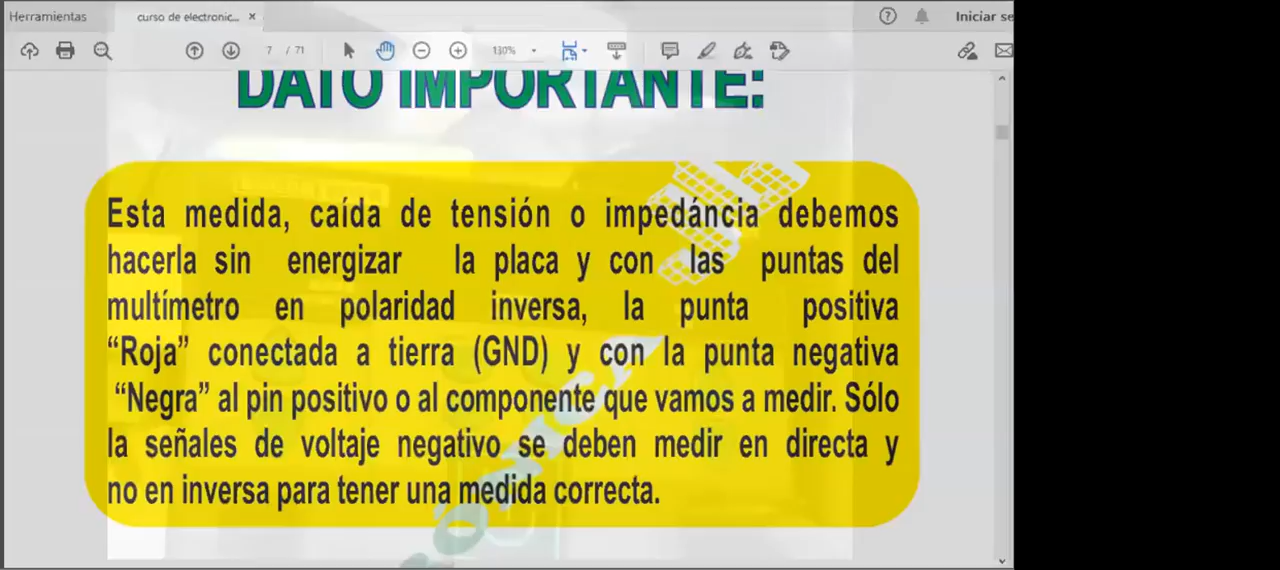 Herramientas
curso de electronic... ×
Iniciar se
7 / 71
130%
DATO IMPORTANTE:
Esta medida, caída de tensión o impedáncia debemos
hacerla sin energizar la placa y con las puntas del
multímetro en polaridad inversa, la punta positiva
“Roja” conectada a tierra (GND) y con la punta negativa
“Negra” al pin positivo o al componente que vamos a medir. Sólo
la señales de voltaje negativo se deben medir en directa y
no en inversa para tener una medida correcta.